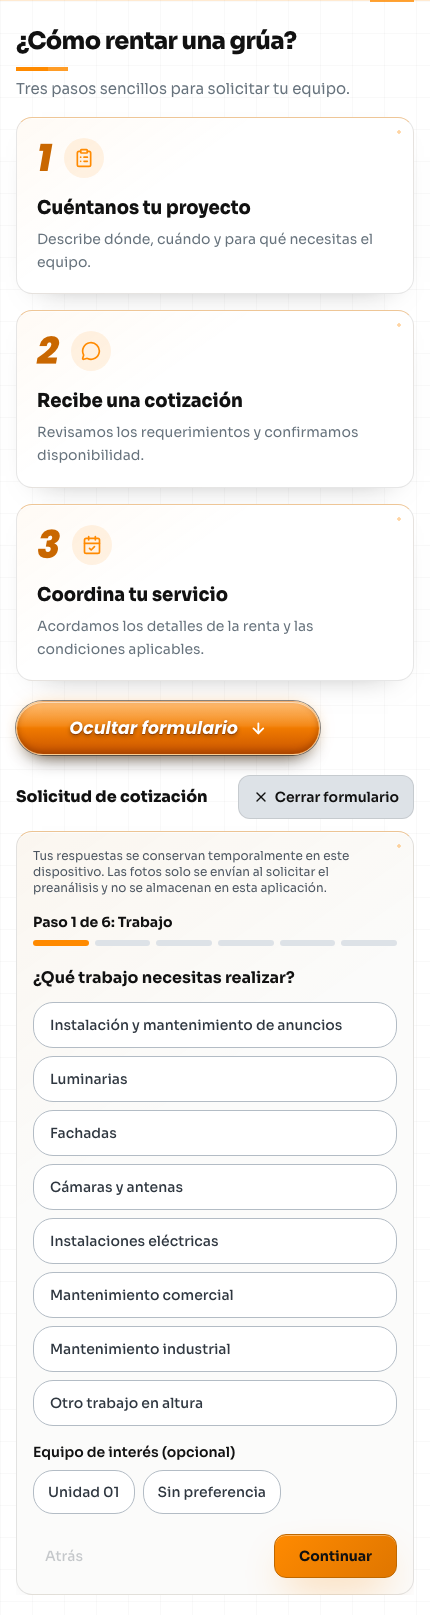 ¿Cómo rentar una grúa?
Tres pasos sencillos para solicitar tu equipo.
1
Cuéntanos tu proyecto
Describe dónde, cuándo y para qué necesitas el
equipo.
2
Recibe una cotización
Revisamos los requerimientos y confirmamos
disponibilidad.
3
Coordina tu servicio
Acordamos los detalles de la renta y las
condiciones aplicables.
Ocultar formulario
Solicitud de cotización
Cerrar formulario
Tus respuestas se conservan temporalmente en este
dispositivo. Las fotos solo se envían al solicitar el
preanálisis y no se almacenan en esta aplicación.
Paso 1 de 6: Trabajo
¿Qué trabajo necesitas realizar?
Instalación y mantenimiento de anuncios
Luminarias
Fachadas
Cámaras y antenas
Instalaciones eléctricas
Mantenimiento comercial
Mantenimiento industrial
Otro trabajo en altura
Equipo de interés (opcional)
Unidad 01
Sin preferencia
Atrás
Continuar